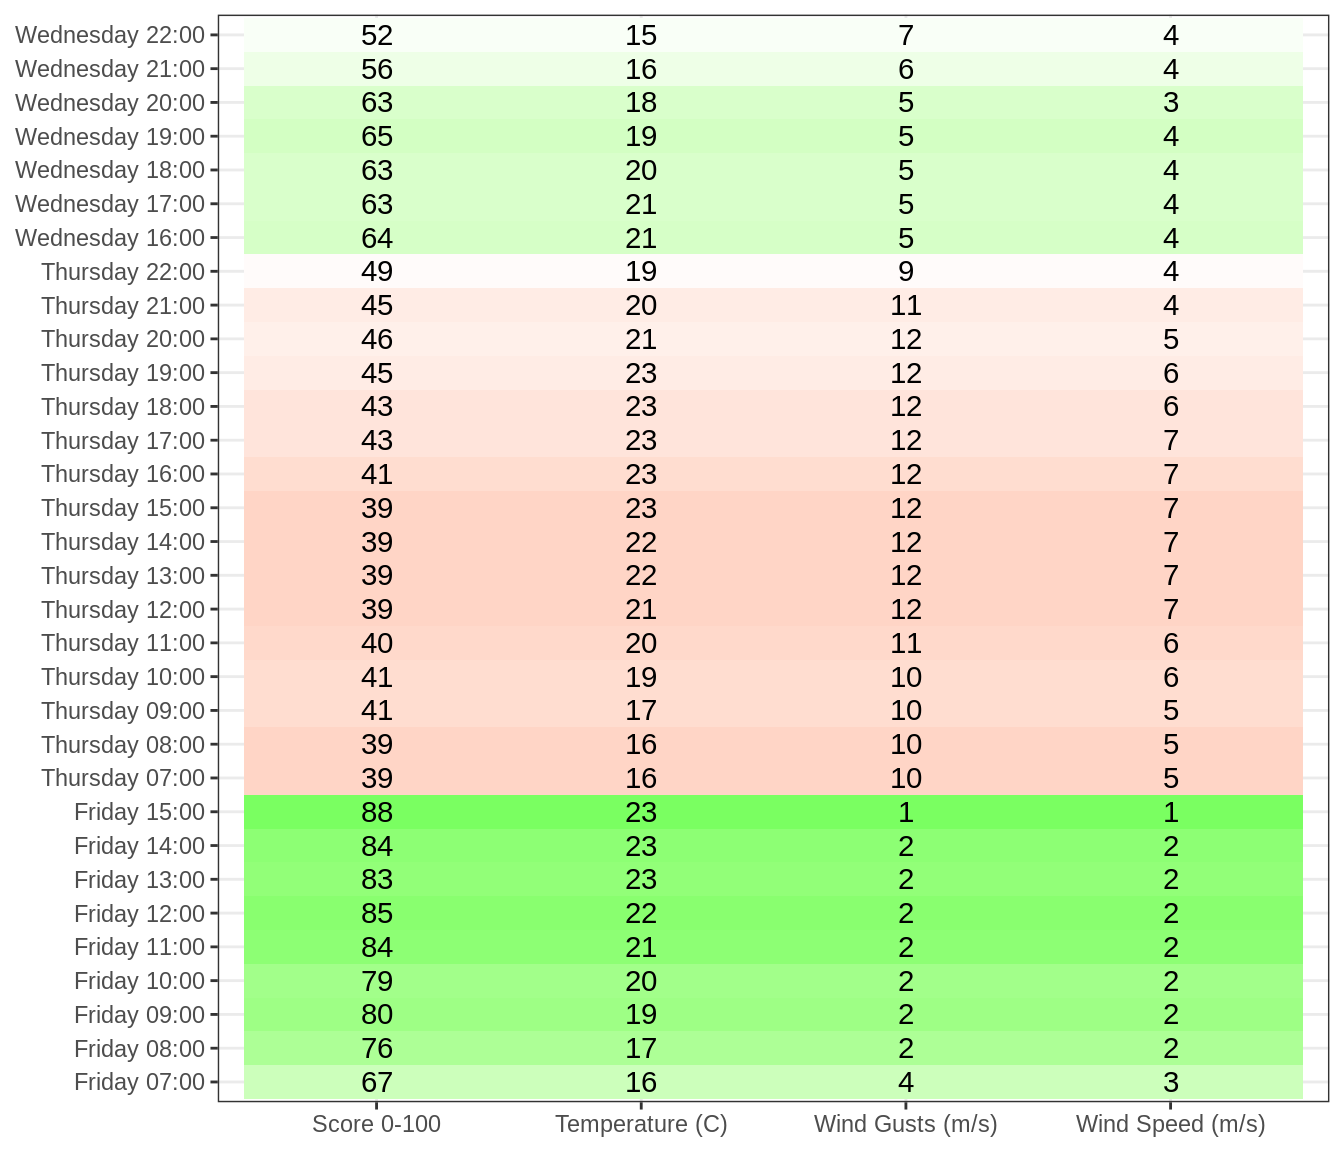 Wednesday 22:00 52 15 7 4
Wednesday 21:00 56 16 6 4
Wednesday 20:00 63 18 5 3
Wednesday 19:00 65 19 5 4
Wednesday 18:00 63 20 5 4
Wednesday 17:00 63 21 5 4
Wednesday 16:00 64 21 5 4
Thursday 22:00 49 19 9 4
Thursday 21:00 45 20 11 4
Thursday 20:00 46 21 12 5
Thursday 19:00 45 23 12 6
Thursday 18:00 43 23 12 6
Thursday 17:00 43 23 12 7
Thursday 16:00 41 23 12 7
Thursday 15:00 39 23 12 7
Thursday 14:00 39 22 12 7
Thursday 13:00 39 22 12 7
Thursday 12:00 39 21 12 7
Thursday 11:00 40 20 11 6
Thursday 10:00 41 19 10 6
Thursday 09:00 41 17 10 5
Thursday 08:00 39 16 10 5
Thursday 07:00 39 16 10 5
Friday 15:00 88 23 1 1
Friday 14:00 84 23 2 2
Friday 13:00 83 23 2 2
Friday 12:00 85 22 2 2
Friday 11:00 84 21 2 2
Friday 10:00 79 20 2 2
Friday 09:00 80 19 2 2
Friday 08:00 76 17 2 2
Friday 07:00 67 16 4 3
Score 0-100 Temperature (C) Wind Gusts (m/s) Wind Speed (m/s)